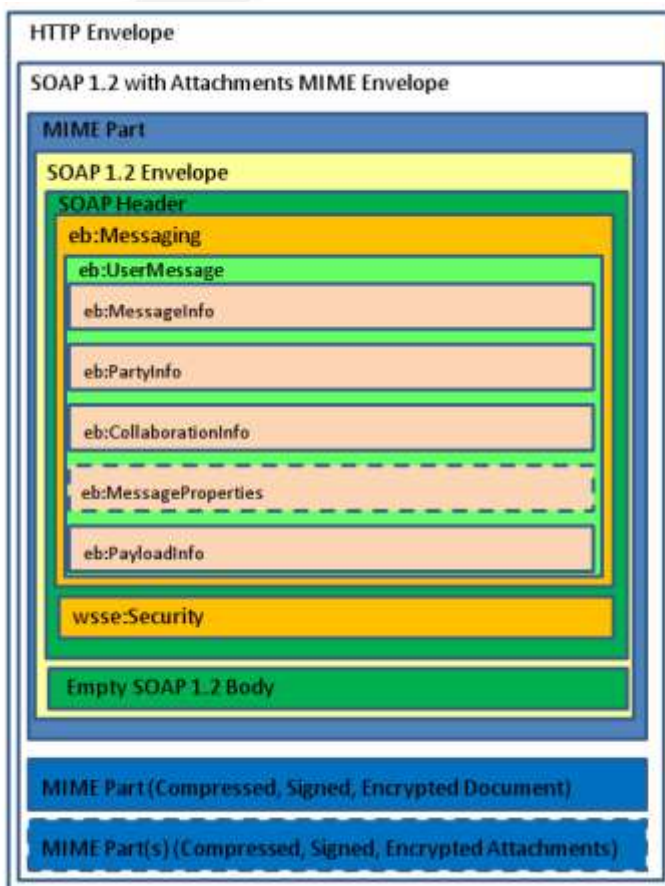 HTTP Envelope
SOAP 1.2 with Attachments MIME Envelope
MIME Part
SOAP 1.2 Envelope
SOAP Header
eb:Messaging
eb:UserMessage
eb:MessageInfo
eb:PartyInfo
eb:CollaborationInfo
eb:MessageProperties
eb:PayloadInfo
wsse:Security
Empty SOAP 1.2 Body
MIME Part (Compressed, Signed, Encrypted Document)
MIME Part(s) (Compressed, Signed, Encrypted Attachments)